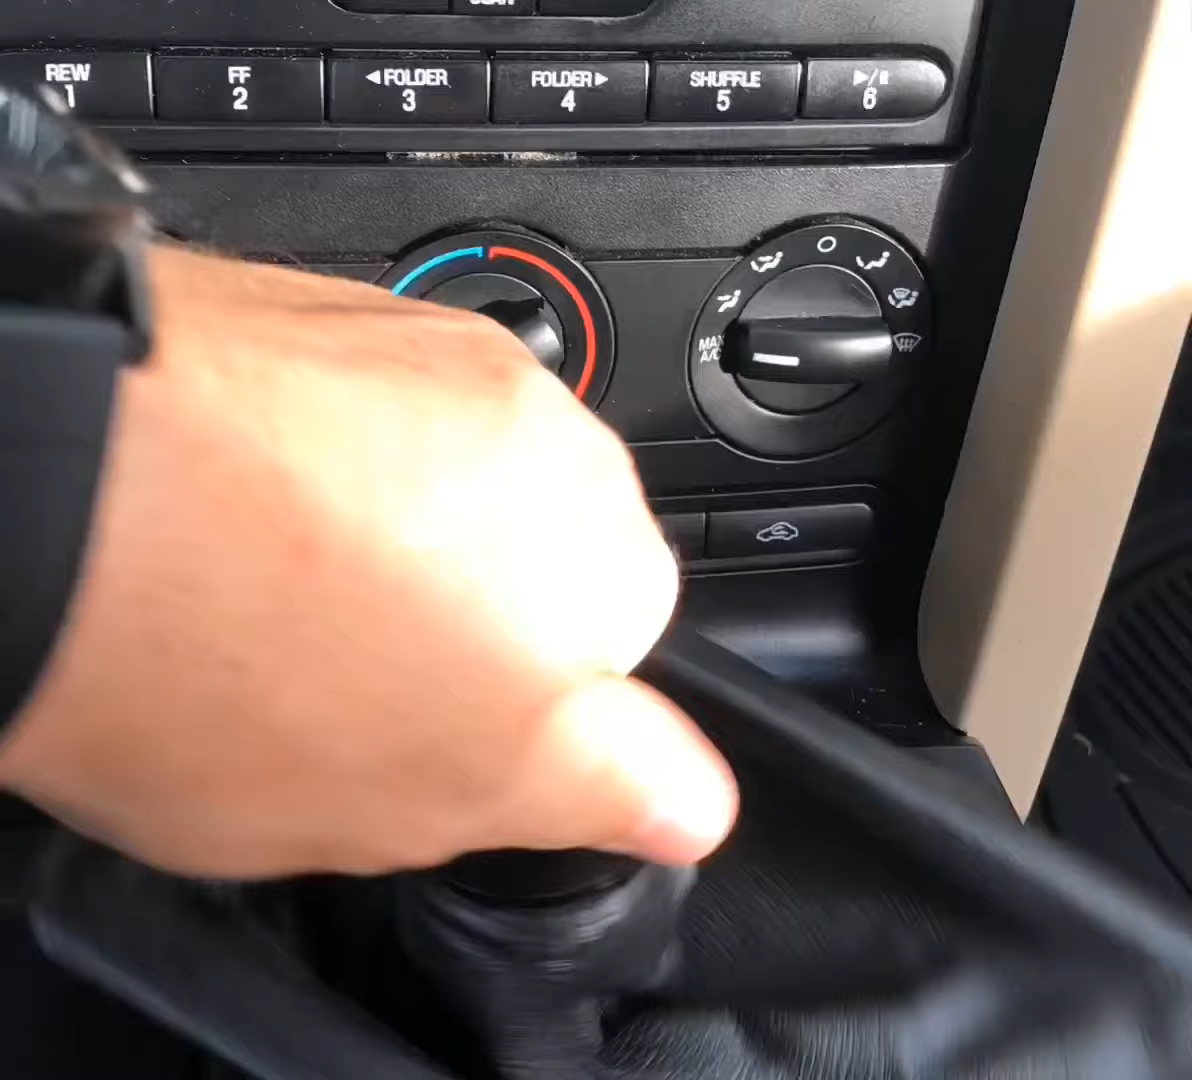 REW
1
FF
2
◄FOLDER
3
FOLDER►
4
SHUFFLE
5
►/II
6
MAX
A/C